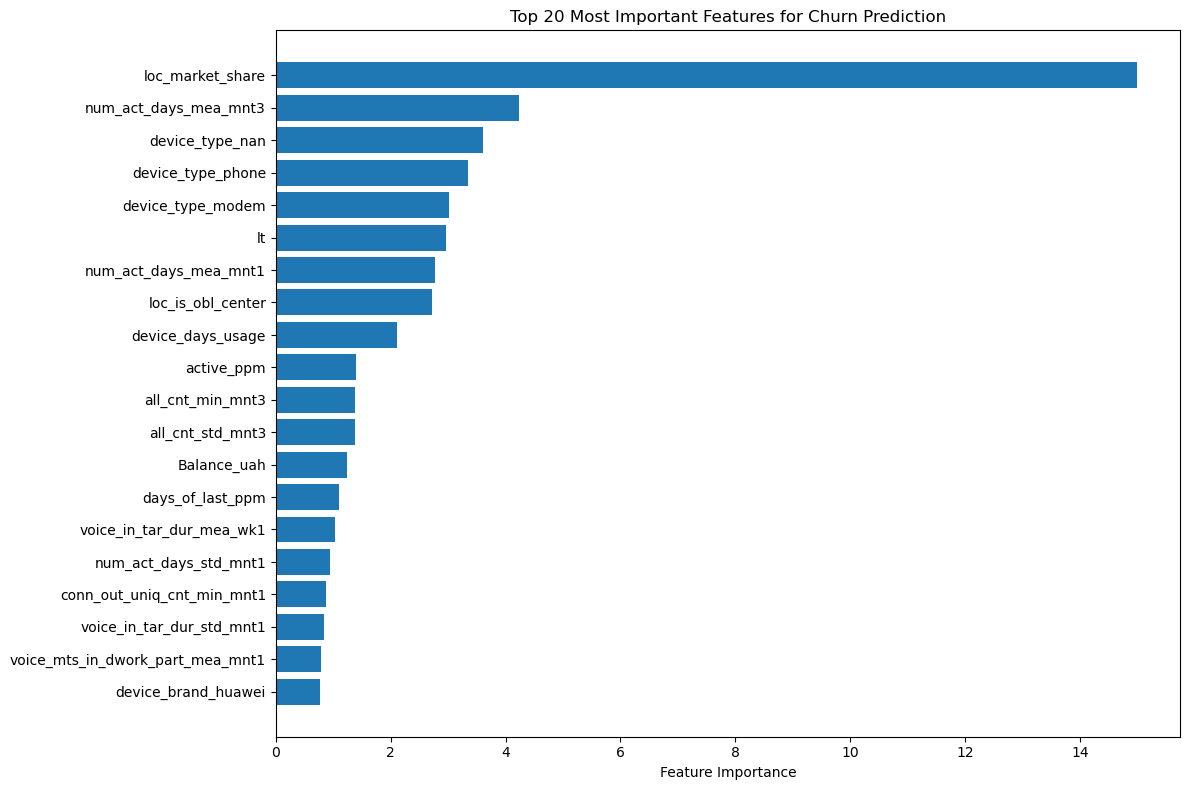 Top 20 Most Important Features for Churn Prediction
loc_market_share
num_act_days_mea_mnt3
device_type_nan
device_type_phone
device_type_modem
lt
num_act_days_mea_mnt1
loc_is_obl_center
device_days_usage
active_ppm
all_cnt_min_mnt3
all_cnt_std_mnt3
Balance_uah
days_of_last_ppm
voice_in_tar_dur_mea_wk1
num_act_days_std_mnt1
conn_out_uniq_cnt_min_mnt1
voice_in_tar_dur_std_mnt1
voice_mts_in_dwork_part_mea_mnt1
device_brand_huawei
0 2 4 6 8 10 12 14
Feature Importance